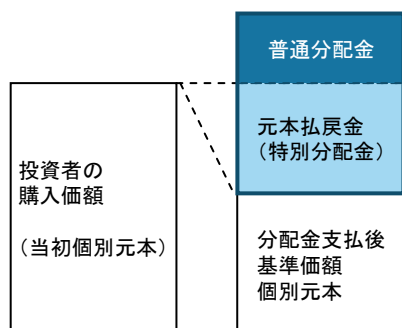 普通分配金
元本払戻金
（特別分配金）
投資者の
購入価額
（当初個別元本）
分配金支払後
基準価額
個別元本